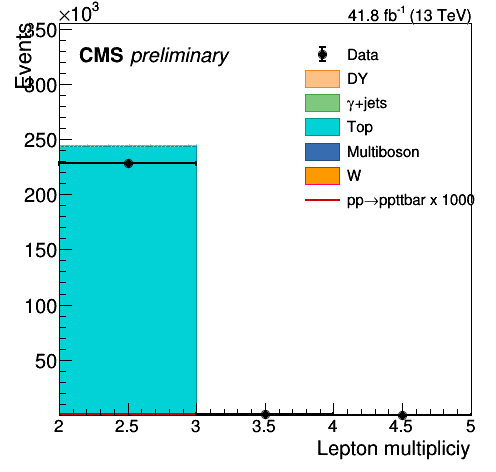 ×10³
41.8 fb⁻¹ (13 TeV)
Events
CMS preliminary
Data
DY
γ+jets
Top
Multiboson
W
pp→ppttbar x 1000
350
300
250
200
150
100
50
2 2.5 3 3.5 4 4.5 5
Lepton multipliciy